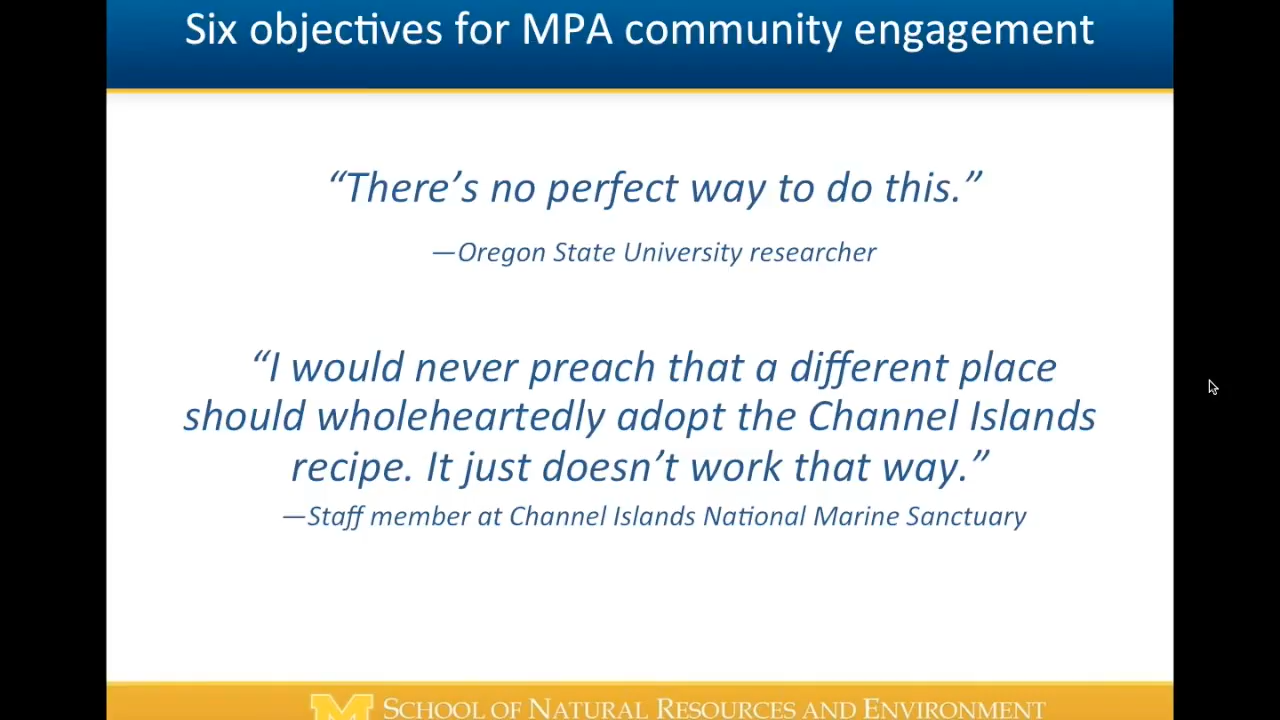 Six objectives for MPA community engagement
“There’s no perfect way to do this.”
—Oregon State University researcher
“I would never preach that a different place
should wholeheartedly adopt the Channel Islands
recipe. It just doesn’t work that way.”
—Staff member at Channel Islands National Marine Sanctuary
M SCHOOL OF NATURAL RESOURCES AND ENVIRONMENT